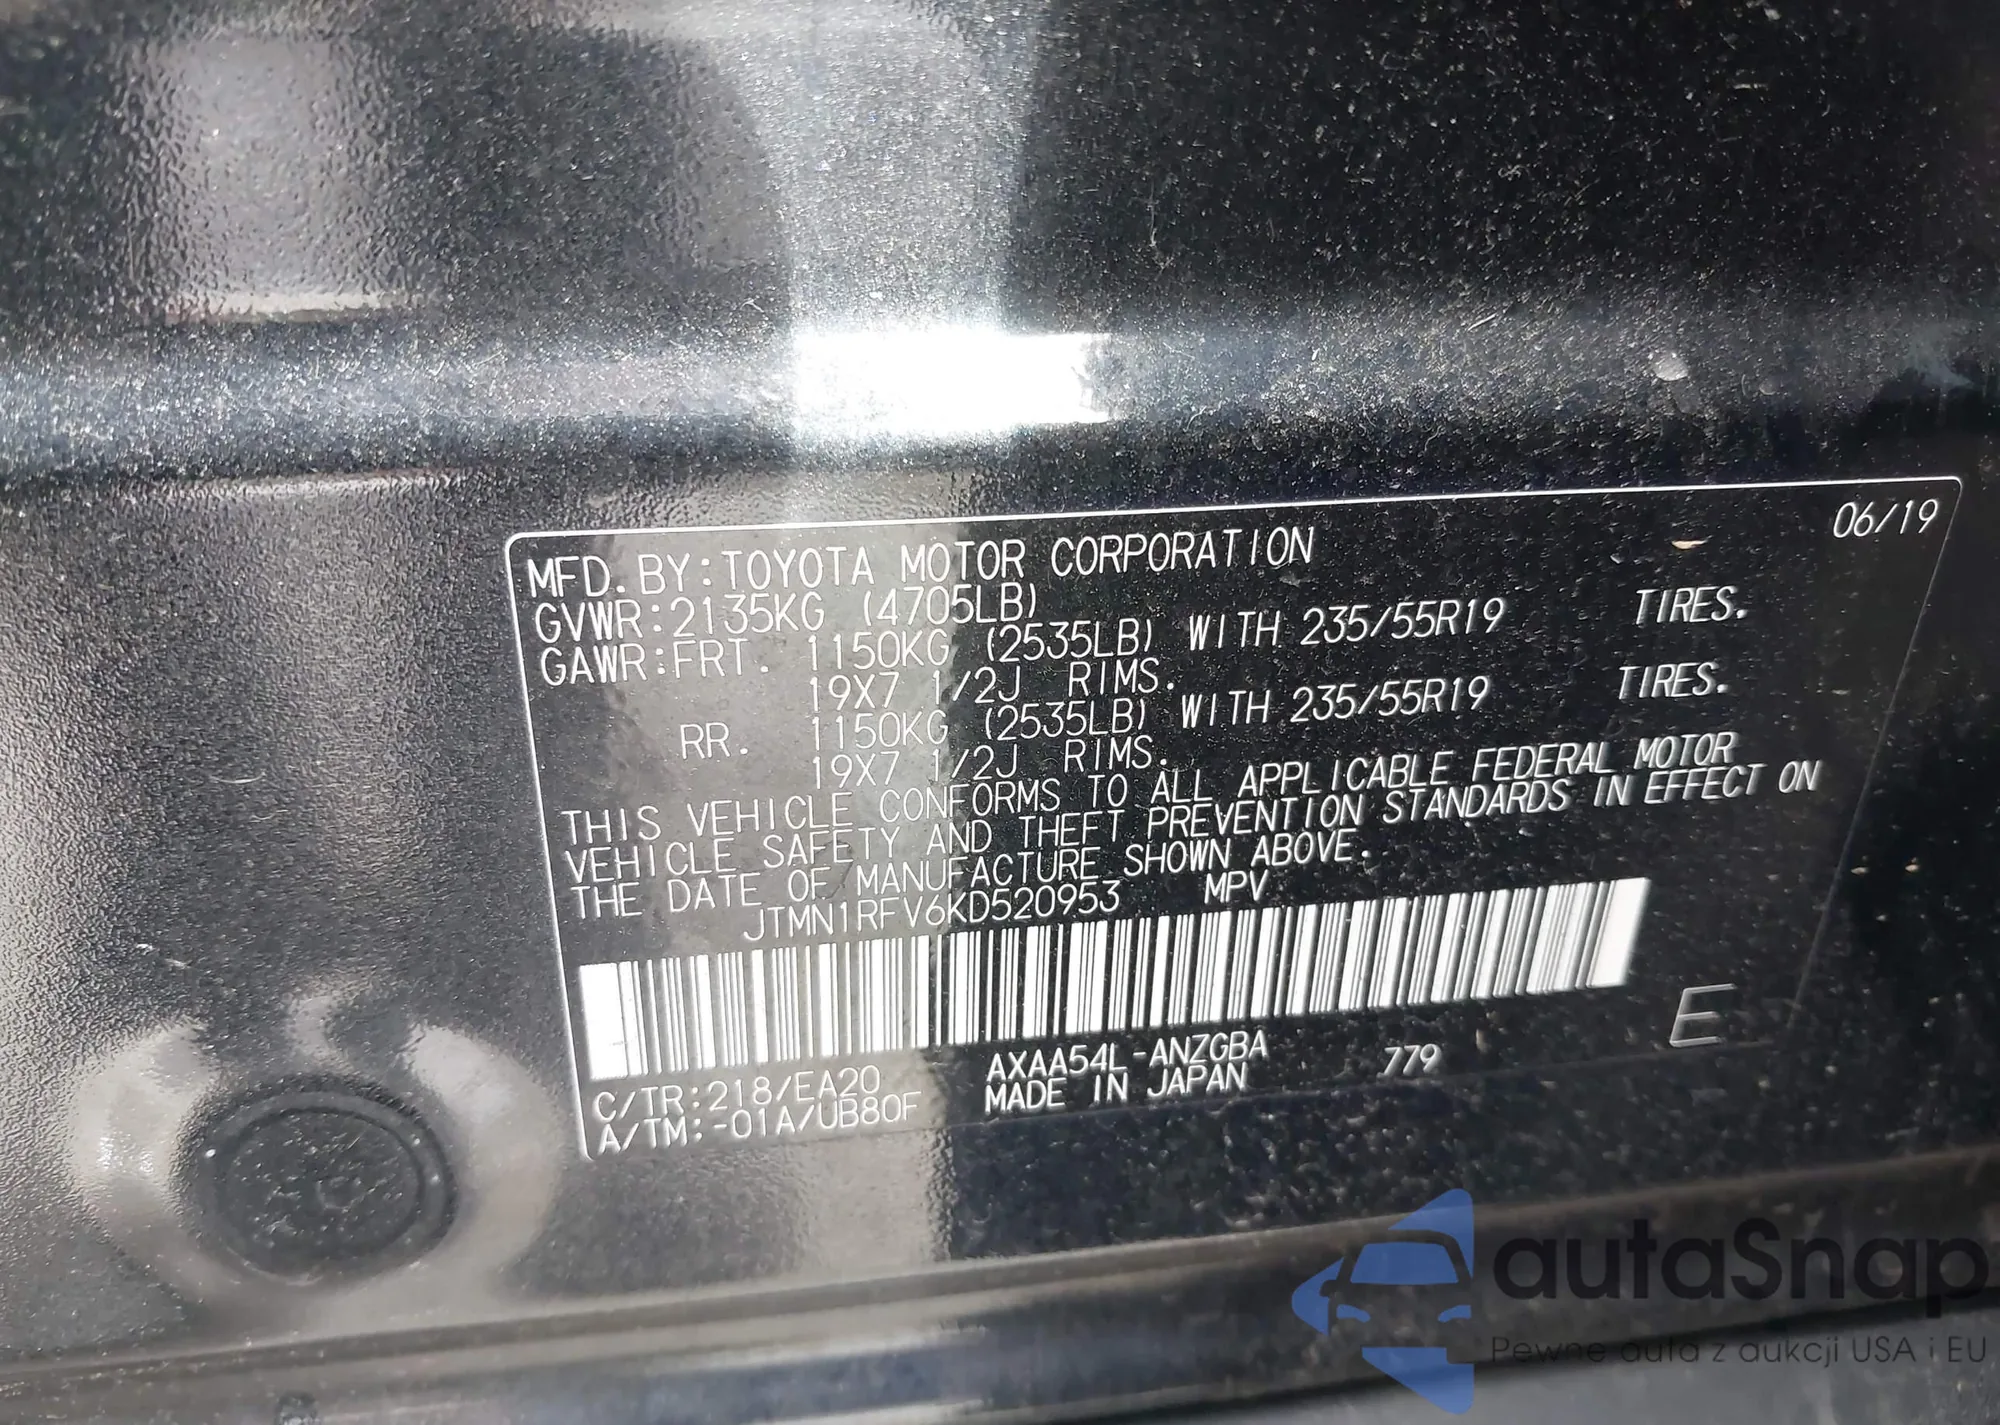 06/19
MFD. BY:TOYOTA MOTOR CORPORATION
GVWR:2135KG (4705LB)
GAWR:FRT. 1150KG (2535LB) WITH 235/55R19 TIRES.
19X7 1/2J RIMS.
RR. 1150KG (2535LB) WITH 235/55R19 TIRES.
19X7 1/2J RIMS.
THIS VEHICLE CONFORMS TO ALL APPLICABLE FEDERAL MOTOR
VEHICLE SAFETY AND THEFT PREVENTION STANDARDS IN EFFECT ON
THE DATE OF MANUFACTURE SHOWN ABOVE.
JTMN1RFV6KD520953 MPV
E
C/TR:218/EA20 AXAA54L-ANZGBA 779
A/TM:-01A/UB80F MADE IN JAPAN
autaSnap
Pewne auta z aukcji USA i EU